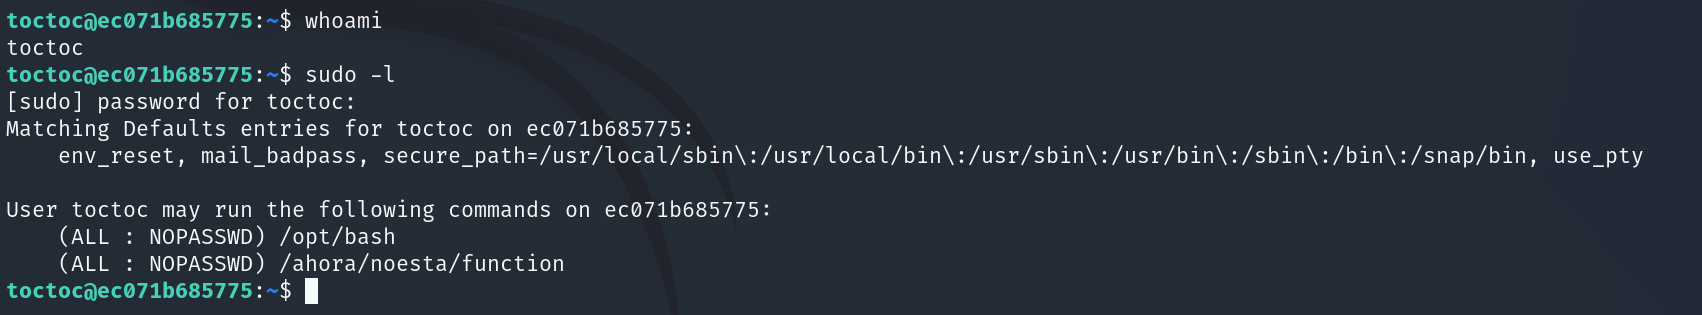 toctoc@ec071b685775:~$ whoami
toctoc
toctoc@ec071b685775:~$ sudo -l
[sudo] password for toctoc:
Matching Defaults entries for toctoc on ec071b685775:
    env_reset, mail_badpass, secure_path=/usr/local/sbin\:/usr/local/bin\:/usr/sbin\:/usr/bin\:/sbin\:/bin\:/snap/bin, use_pty

User toctoc may run the following commands on ec071b685775:
    (ALL : NOPASSWD) /opt/bash
    (ALL : NOPASSWD) /ahora/noesta/function
toctoc@ec071b685775:~$